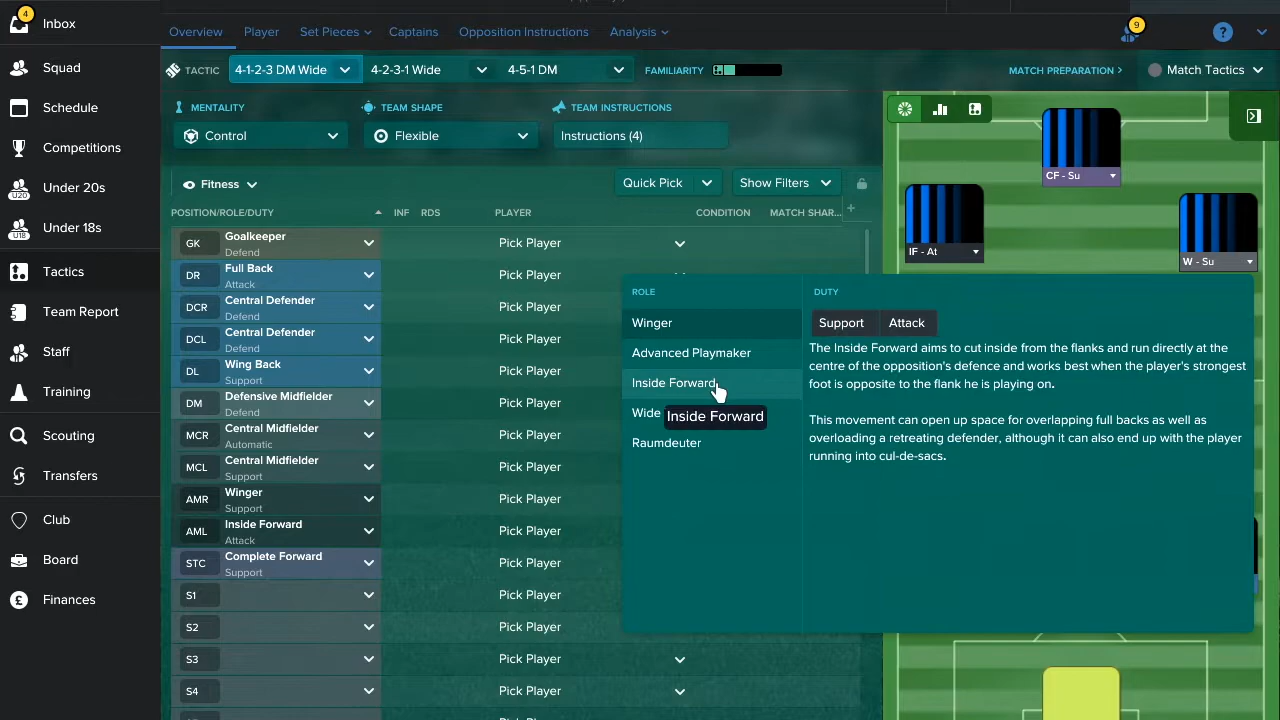 4
Inbox
Squad
Schedule
Competitions
U20
Under 20s
U18
Under 18s
Tactics
Team Report
Staff
Training
Scouting
Transfers
Club
Board
Finances
Overview Player Set Pieces Captains Opposition Instructions Analysis
9
?
TACTIC 4-1-2-3 DM Wide 4-2-3-1 Wide 4-5-1 DM FAMILIARITY MATCH PREPARATION > Match Tactics
MENTALITY TEAM SHAPE TEAM INSTRUCTIONS
Control Flexible Instructions (4)
Fitness Quick Pick Show Filters
POSITION/ROLE/DUTY INF RDS PLAYER CONDITION MATCH SHAR...
GK Goalkeeper Pick Player
Defend
DR Full Back Pick Player
Attack
DCR Central Defender Pick Player
Defend
DCL Central Defender Pick Player
Defend
DL Wing Back Pick Player
Support
DM Defensive Midfielder Pick Player
Defend
MCR Central Midfielder Pick Player
Automatic
MCL Central Midfielder Pick Player
Support
AMR Winger Pick Player
Support
AML Inside Forward Pick Player
Attack
STC Complete Forward Pick Player
Support
S1 Pick Player
S2 Pick Player
S3 Pick Player
S4 Pick Player
CF - Su
IF - At
W - Su
ROLE DUTY
Winger
Advanced Playmaker
Inside Forward
Wide
Inside Forward
Raumdeuter
Support Attack
The Inside Forward aims to cut inside from the flanks and run directly at the
centre of the opposition's defence and works best when the player's strongest
foot is opposite to the flank he is playing on.
This movement can open up space for overlapping full backs as well as
overloading a retreating defender, although it can also end up with the player
running into cul-de-sacs.